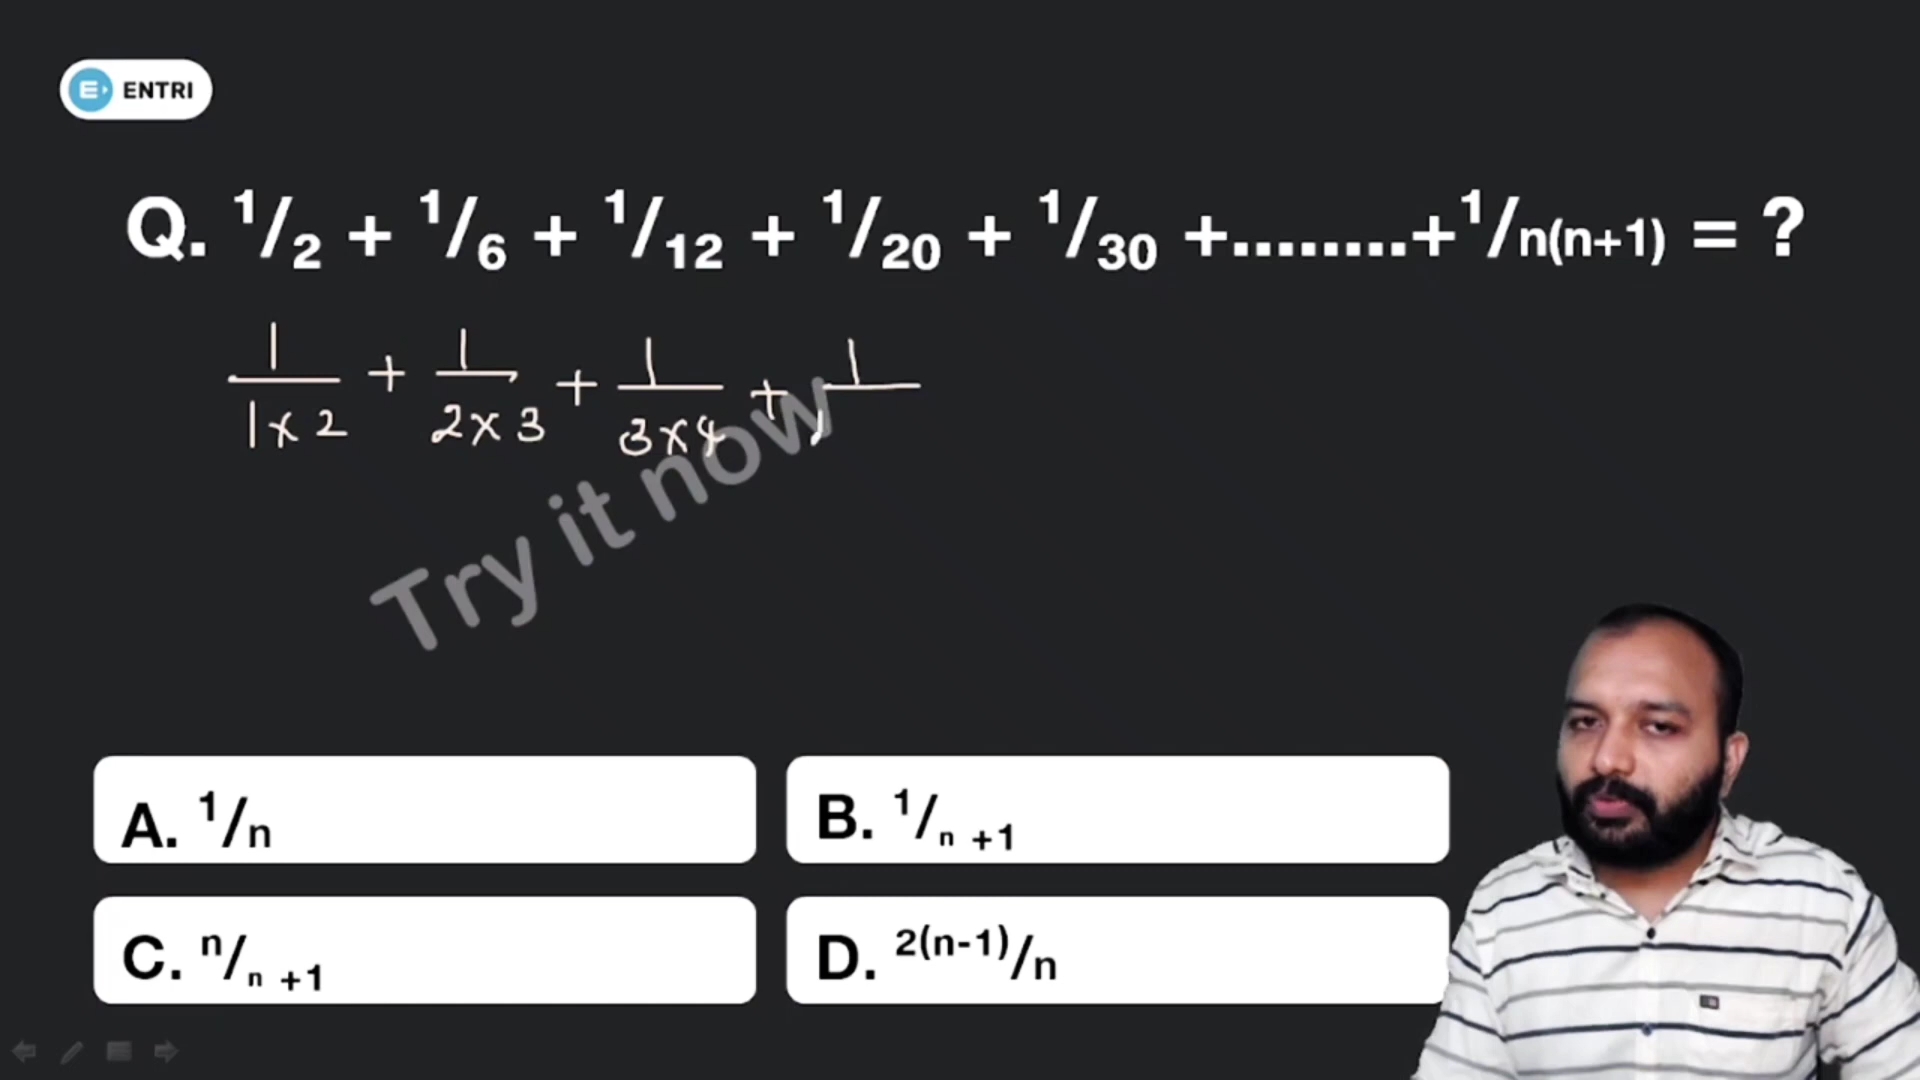 ENTRI
Q. 1/2 + 1/6 + 1/12 + 1/20 + 1/30 +........+1/n(n+1) = ?
1/1x2 + 1/2x3 + 1/3x4 + 1
Try it now
A. 1/n
B. 1/n +1
C. n/n +1
D. 2(n-1)/n